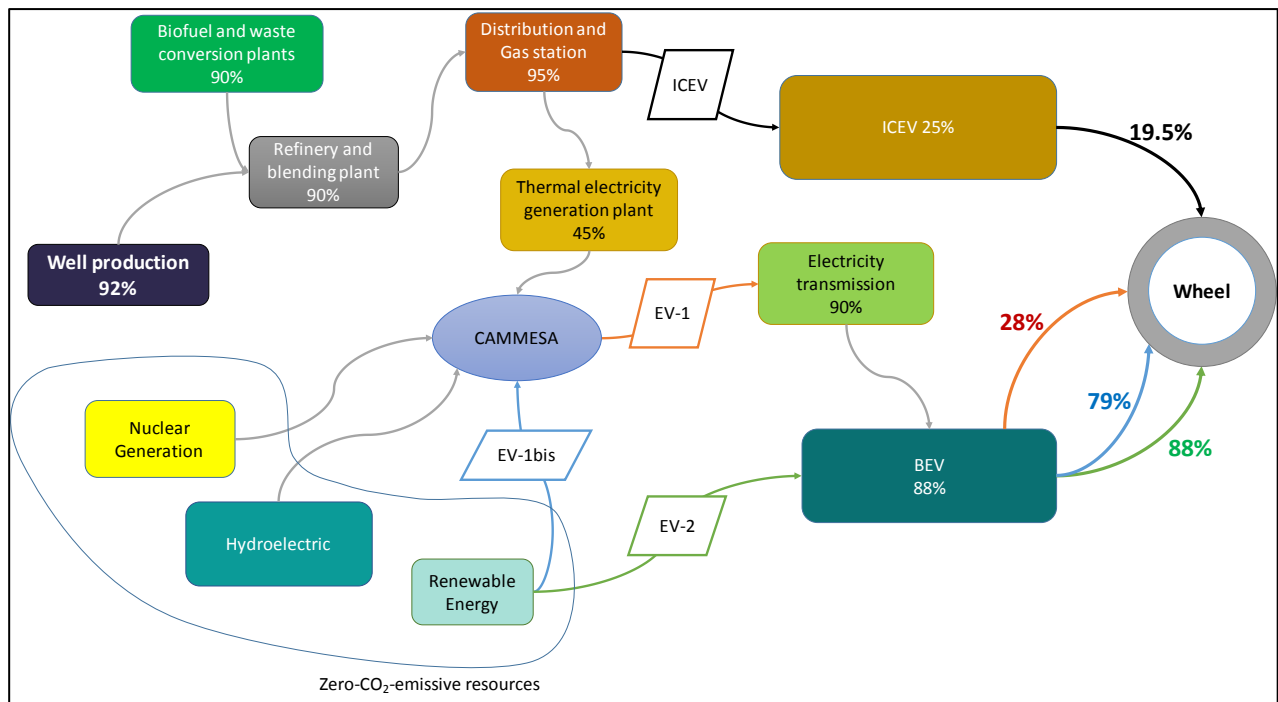 Biofuel and waste
conversion plants
90%
Distribution and
Gas station
95%
ICEV
ICEV 25%
19.5%
Refinery and
blending plant
90%
Thermal electricity
generation plant
45%
Well production
92%
Electricity
transmission
90%
Wheel
EV-1
28%
CAMMESA
79%
Nuclear
Generation
EV-1bis
88%
BEV
88%
EV-2
Hydroelectric
Renewable
Energy
Zero-CO₂-emissive resources